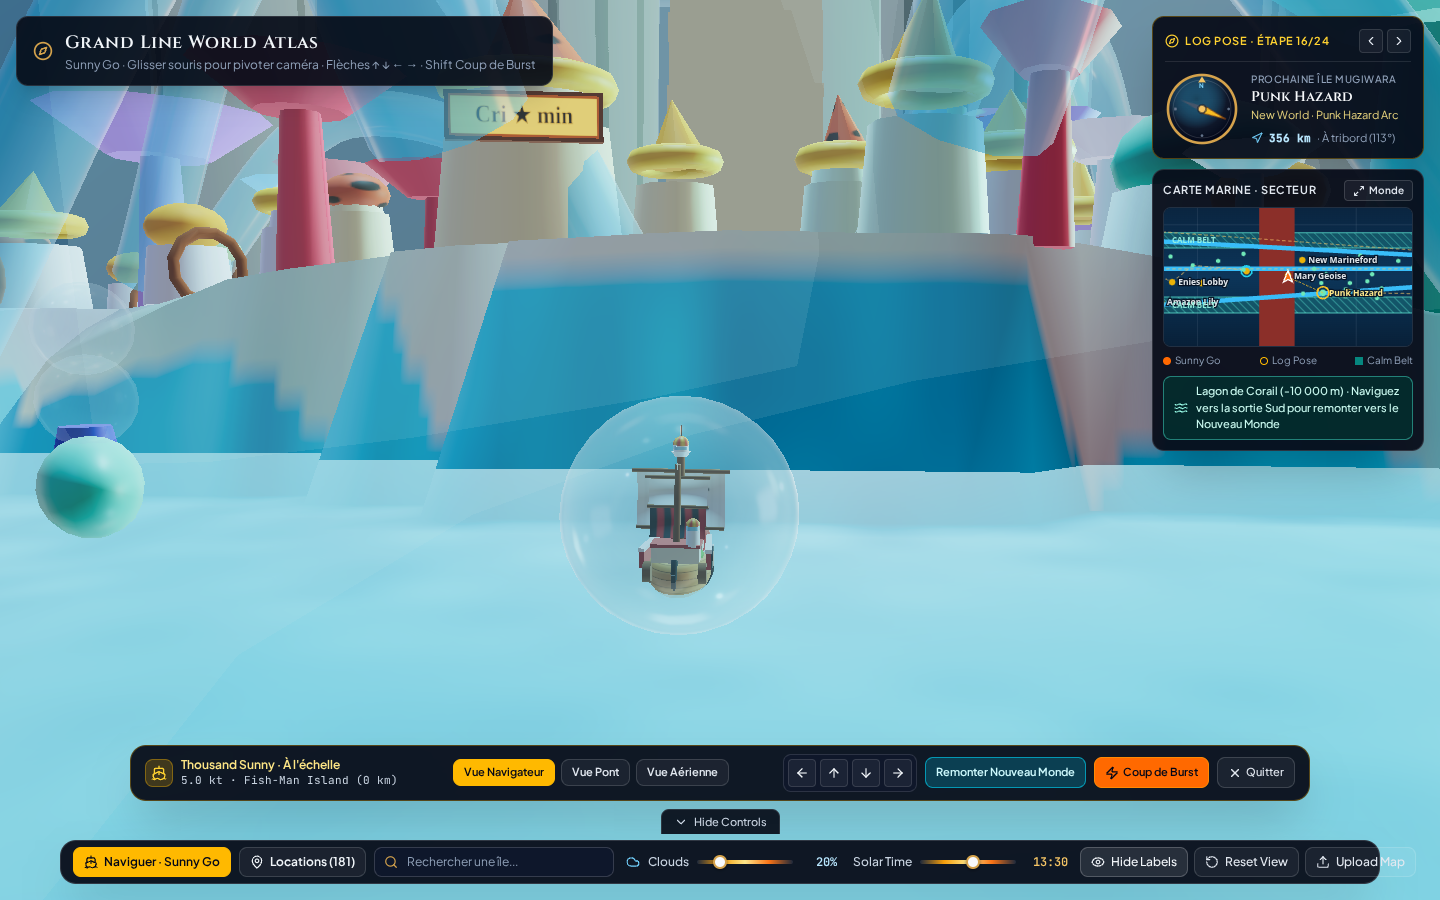 Grand Line World Atlas
Sunny Go · Glisser souris pour pivoter caméra · Flèches ↑ ↓ ← → · Shift Coup de Burst
Cri ★ min
LOG POSE · ÉTAPE 16/24
PROCHAINE ÎLE MUGIWARA
Punk Hazard
New World · Punk Hazard Arc
356 km · À tribord (113°)
CARTE MARINE · SECTEUR
Monde
CALM BELT
New Marineford
Mary Geoise
Enies Lobby
Punk Hazard
Amazon Lily
CALM BELT
Sunny Go
Log Pose
Calm Belt
Lagon de Corail (-10 000 m) · Naviguez
vers la sortie Sud pour remonter vers le
Nouveau Monde
Thousand Sunny · À l'échelle
5.0 kt · Fish-Man Island (0 km)
Vue Navigateur
Vue Pont
Vue Aérienne
← ↑ ↓ →
Remonter Nouveau Monde
Coup de Burst
Quitter
Hide Controls
Naviguer · Sunny Go
Locations (181)
Rechercher une île...
Clouds
20%
Solar Time
13:30
Hide Labels
Reset View
Upload Map